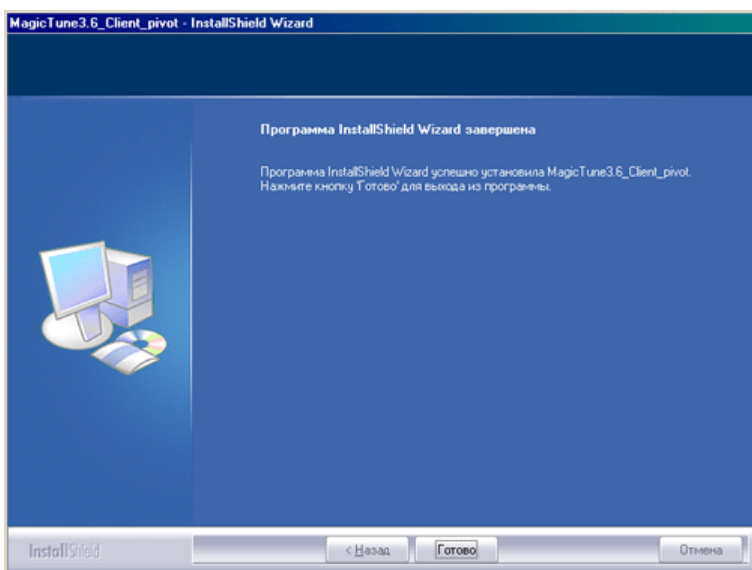 MagicTune3.6_Client_pivot - InstallShield Wizard
Программа InstallShield Wizard завершена
Программа InstallShield Wizard успешно установила MagicTune3.6_Client_pivot.
Нажмите кнопку 'Готово' для выхода из программы.
InstallShield
< Назад
Готово
Отмена